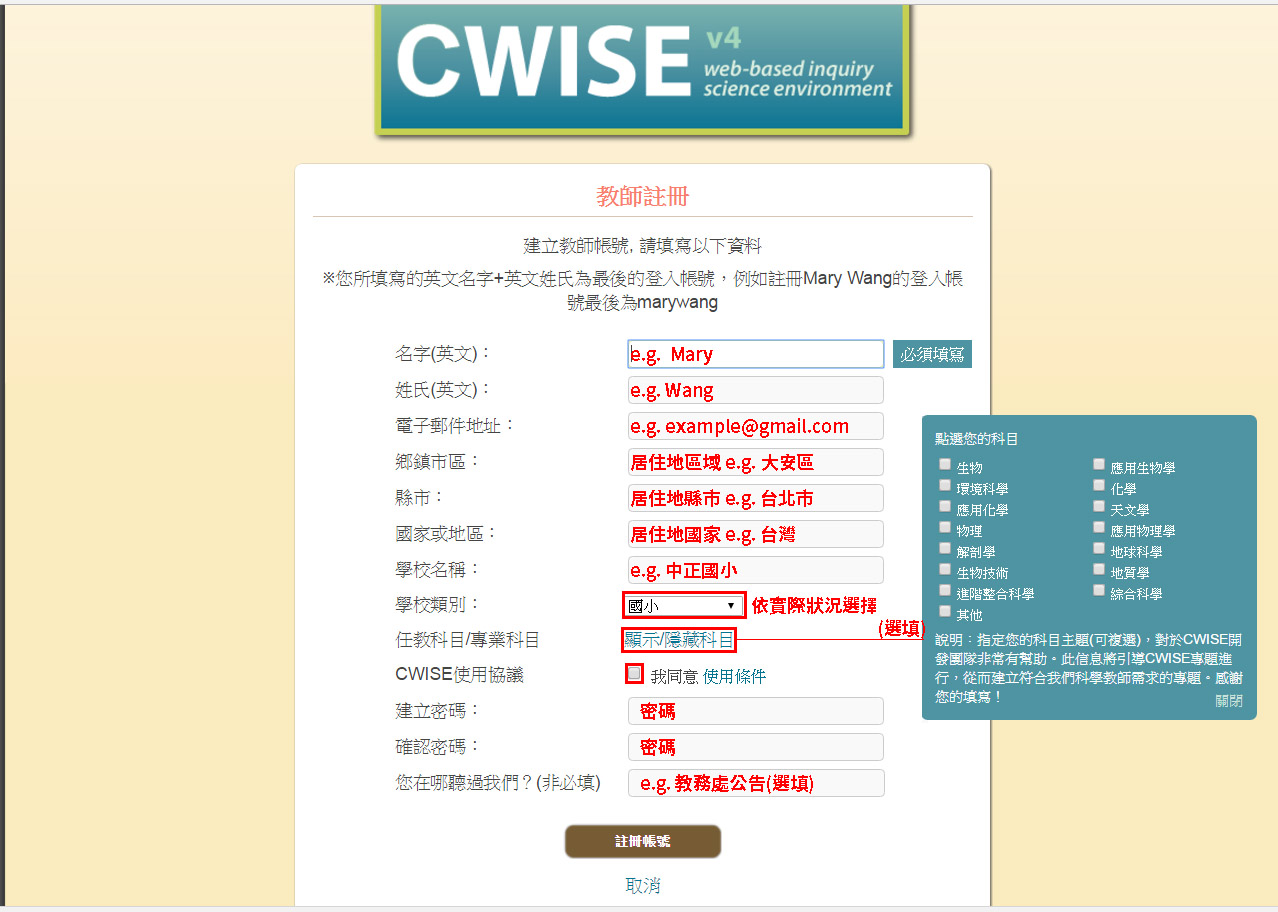 CWISE v4
web-based inquiry
science environment
教師註冊
建立教師帳號, 請填寫以下資料
※您所填寫的英文名字+英文姓氏為最後的登入帳號，例如註冊Mary Wang的登入帳
號最後為marywang
名字(英文)： e.g. Mary 必須填寫
姓氏(英文)： e.g. Wang
電子郵件地址： e.g. example@gmail.com
鄉鎮市區： 居住地區域 e.g. 大安區
縣市： 居住地縣市 e.g. 台北市
國家或地區： 居住地國家 e.g. 台灣
學校名稱： e.g. 中正國小
學校類別： 國小 依實際狀況選擇
(選填)
任教科目/專業科目 顯示/隱藏科目
CWISE使用協議 我同意 使用條件
建立密碼： 密碼
確認密碼： 密碼
您在哪聽過我們？(非必填) e.g. 教務處公告(選填)
註冊帳號
取消
點選您的科目
生物 應用生物學
環境科學 化學
應用化學 天文學
物理 應用物理學
解剖學 地球科學
生物技術 地質學
進階整合科學 綜合科學
其他
說明：指定您的科目主題(可複選)，對於CWISE開
發團隊非常有幫助。此信息將引導CWISE專題進
行，從而建立符合我們科學教師需求的專題。感謝
您的填寫！
關閉